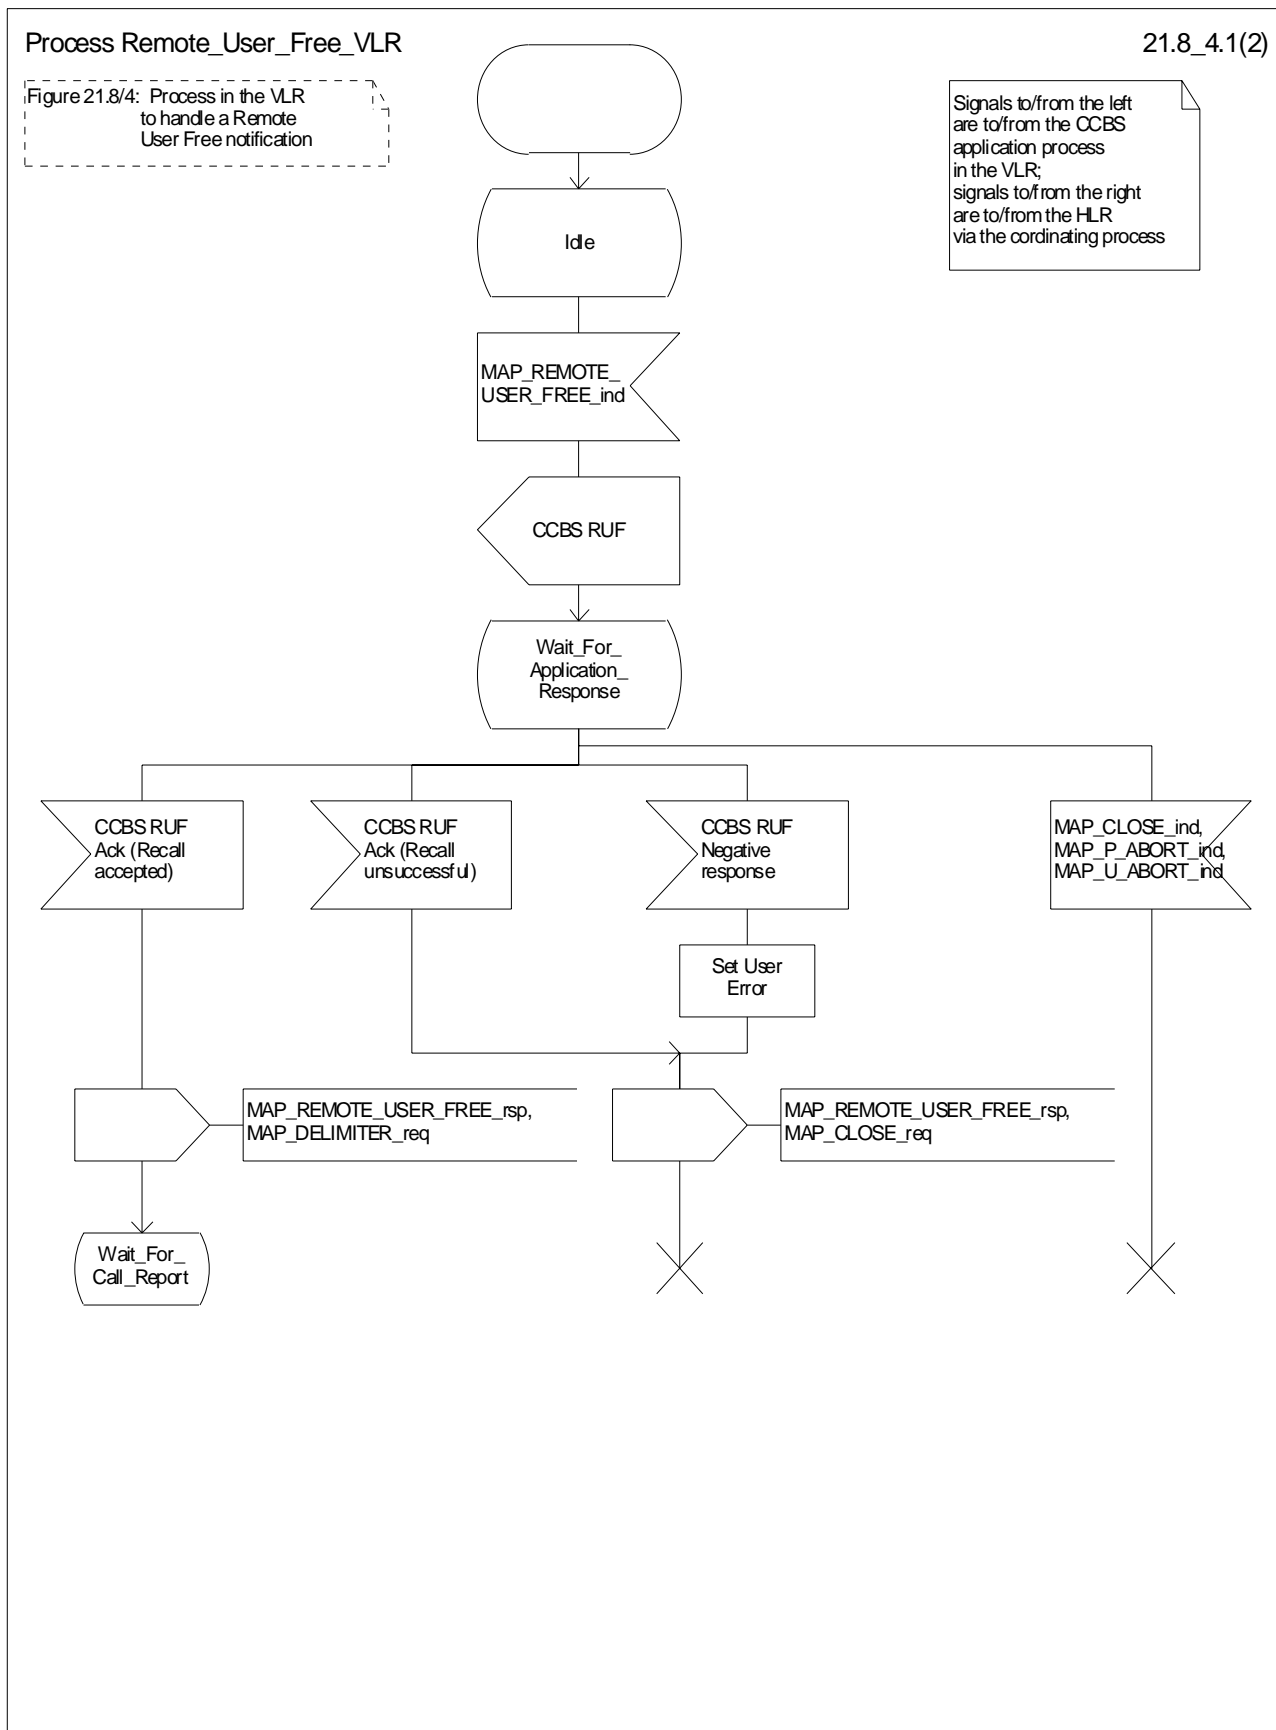 Process Remote_User_Free_VLR
21.8_4.1(2)
Figure 21.8/4: Process in the VLR
to handle a Remote
User Free notification
Signals to/from the left
are to/from the CCBS
application process
in the VLR;
signals to/from the right
are to/from the HLR
via the cordinating process
Idle
MAP_REMOTE_
USER_FREE_ind
CCBS RUF
Wait_For_
Application_
Response
CCBS RUF
Ack (Recall
accepted)
CCBS RUF
Ack (Recall
unsuccessful)
CCBS RUF
Negative
response
MAP_CLOSE_ind,
MAP_P_ABORT_ind,
MAP_U_ABORT_ind
Set User
Error
MAP_REMOTE_USER_FREE_rsp,
MAP_DELIMITER_req
MAP_REMOTE_USER_FREE_rsp,
MAP_CLOSE_req
Wait_For_
Call_Report